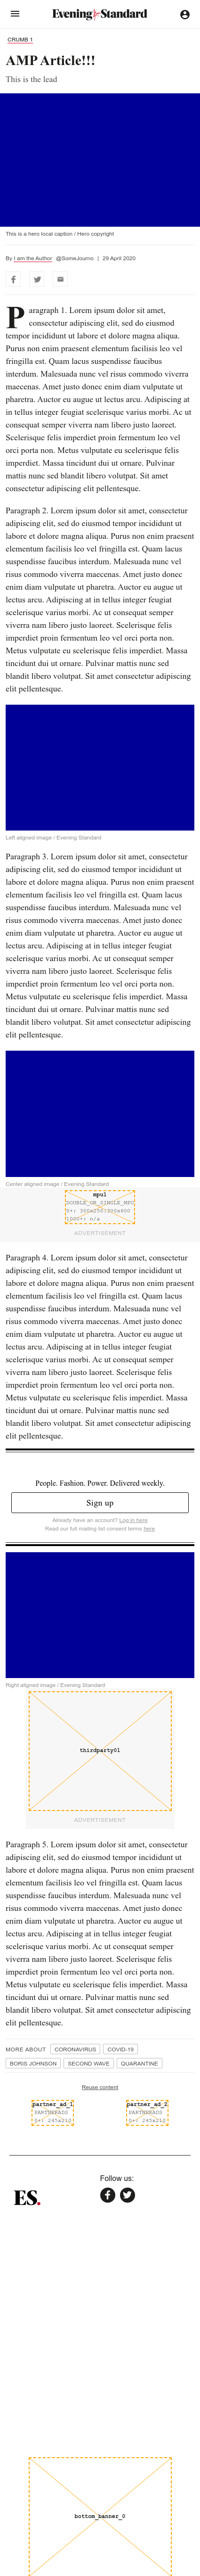 Evening Standard
CRUMB 1
AMP Article!!!
This is the lead
This is a hero local caption / Hero copyright
By I am the Author @SomeJourno | 29 April 2020
Paragraph 1. Lorem ipsum dolor sit amet,
consectetur adipiscing elit, sed do eiusmod
tempor incididunt ut labore et dolore magna aliqua.
Purus non enim praesent elementum facilisis leo vel
fringilla est. Quam lacus suspendisse faucibus
interdum. Malesuada nunc vel risus commodo viverra
maecenas. Amet justo donec enim diam vulputate ut
pharetra. Auctor eu augue ut lectus arcu. Adipiscing at
in tellus integer feugiat scelerisque varius morbi. Ac ut
consequat semper viverra nam libero justo laoreet.
Scelerisque felis imperdiet proin fermentum leo vel
orci porta non. Metus vulputate eu scelerisque felis
imperdiet. Massa tincidunt dui ut ornare. Pulvinar
mattis nunc sed blandit libero volutpat. Sit amet
consectetur adipiscing elit pellentesque.
Paragraph 2. Lorem ipsum dolor sit amet, consectetur
adipiscing elit, sed do eiusmod tempor incididunt ut
labore et dolore magna aliqua. Purus non enim praesent
elementum facilisis leo vel fringilla est. Quam lacus
suspendisse faucibus interdum. Malesuada nunc vel
risus commodo viverra maecenas. Amet justo donec
enim diam vulputate ut pharetra. Auctor eu augue ut
lectus arcu. Adipiscing at in tellus integer feugiat
scelerisque varius morbi. Ac ut consequat semper
viverra nam libero justo laoreet. Scelerisque felis
imperdiet proin fermentum leo vel orci porta non.
Metus vulputate eu scelerisque felis imperdiet. Massa
tincidunt dui ut ornare. Pulvinar mattis nunc sed
blandit libero volutpat. Sit amet consectetur adipiscing
elit pellentesque.
Left aligned image / Evening Standard
Paragraph 3. Lorem ipsum dolor sit amet, consectetur
adipiscing elit, sed do eiusmod tempor incididunt ut
labore et dolore magna aliqua. Purus non enim praesent
elementum facilisis leo vel fringilla est. Quam lacus
suspendisse faucibus interdum. Malesuada nunc vel
risus commodo viverra maecenas. Amet justo donec
enim diam vulputate ut pharetra. Auctor eu augue ut
lectus arcu. Adipiscing at in tellus integer feugiat
scelerisque varius morbi. Ac ut consequat semper
viverra nam libero justo laoreet. Scelerisque felis
imperdiet proin fermentum leo vel orci porta non.
Metus vulputate eu scelerisque felis imperdiet. Massa
tincidunt dui ut ornare. Pulvinar mattis nunc sed
blandit libero volutpat. Sit amet consectetur adipiscing
elit pellentesque.
Center aligned image / Evening Standard
mpu1
DOUBLE_OR_SINGLE_MPU
0+: 300x250|300x600
1000+: n/a
ADVERTISEMENT
Paragraph 4. Lorem ipsum dolor sit amet, consectetur
adipiscing elit, sed do eiusmod tempor incididunt ut
labore et dolore magna aliqua. Purus non enim praesent
elementum facilisis leo vel fringilla est. Quam lacus
suspendisse faucibus interdum. Malesuada nunc vel
risus commodo viverra maecenas. Amet justo donec
enim diam vulputate ut pharetra. Auctor eu augue ut
lectus arcu. Adipiscing at in tellus integer feugiat
scelerisque varius morbi. Ac ut consequat semper
viverra nam libero justo laoreet. Scelerisque felis
imperdiet proin fermentum leo vel orci porta non.
Metus vulputate eu scelerisque felis imperdiet. Massa
tincidunt dui ut ornare. Pulvinar mattis nunc sed
blandit libero volutpat. Sit amet consectetur adipiscing
elit pellentesque.
People. Fashion. Power. Delivered weekly.
Sign up
Already have an account? Log in here
Read our full mailing list consent terms here
Right aligned image / Evening Standard
thirdparty01
ADVERTISEMENT
Paragraph 5. Lorem ipsum dolor sit amet, consectetur
adipiscing elit, sed do eiusmod tempor incididunt ut
labore et dolore magna aliqua. Purus non enim praesent
elementum facilisis leo vel fringilla est. Quam lacus
suspendisse faucibus interdum. Malesuada nunc vel
risus commodo viverra maecenas. Amet justo donec
enim diam vulputate ut pharetra. Auctor eu augue ut
lectus arcu. Adipiscing at in tellus integer feugiat
scelerisque varius morbi. Ac ut consequat semper
viverra nam libero justo laoreet. Scelerisque felis
imperdiet proin fermentum leo vel orci porta non.
Metus vulputate eu scelerisque felis imperdiet. Massa
tincidunt dui ut ornare. Pulvinar mattis nunc sed
blandit libero volutpat. Sit amet consectetur adipiscing
elit pellentesque.
MORE ABOUT CORONAVIRUS COVID-19
BORIS JOHNSON SECOND WAVE QUARANTINE
Reuse content
partner_ad_1 partner_ad_2
PARTNERADS PARTNERADS
0+: 245x210 0+: 245x210
Follow us:
ES.
bottom_banner_0